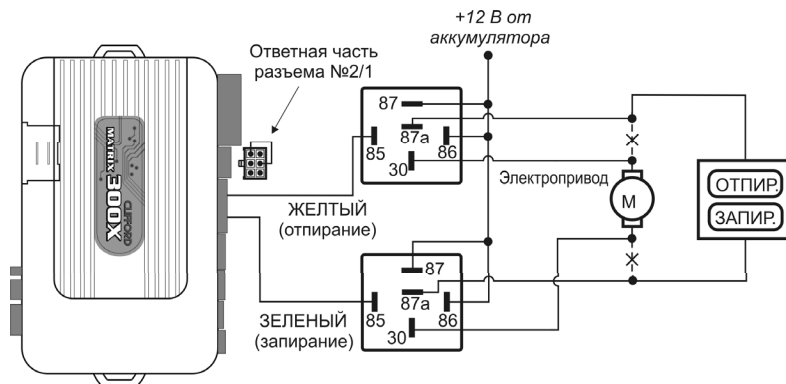 +12 В от
аккумулятора
Ответная часть
разъема №2/1
87
87a
85
86
30
ЖЕЛТЫЙ
(отпирание)
Электропривод
М
ОТПИР.
ЗАПИР.
87
87a
85
86
30
ЗЕЛЕНЫЙ
(запирание)
CLIFFORD
300X
MATRIX